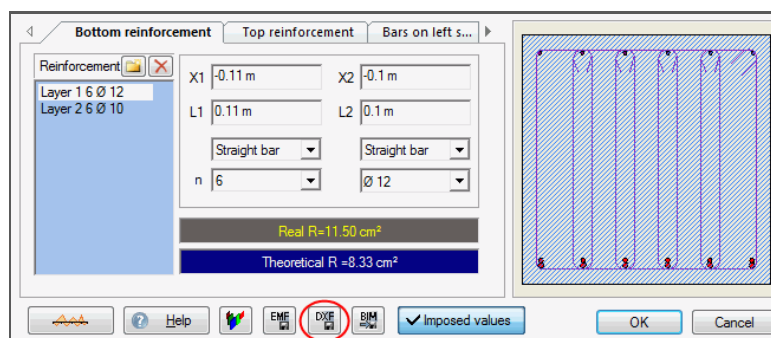 Bottom reinforcement Top reinforcement Bars on left s...
Reinforcement
Layer 1 6 Ø 12
Layer 2 6 Ø 10
X1 -0.11 m X2 -0.1 m
L1 0.11 m L2 0.1 m
Straight bar Straight bar
n 6 Ø 12
Real R=11.50 cm²
Theoretical R =8.33 cm²
Help EMF DXF BIM Imposed values OK Cancel